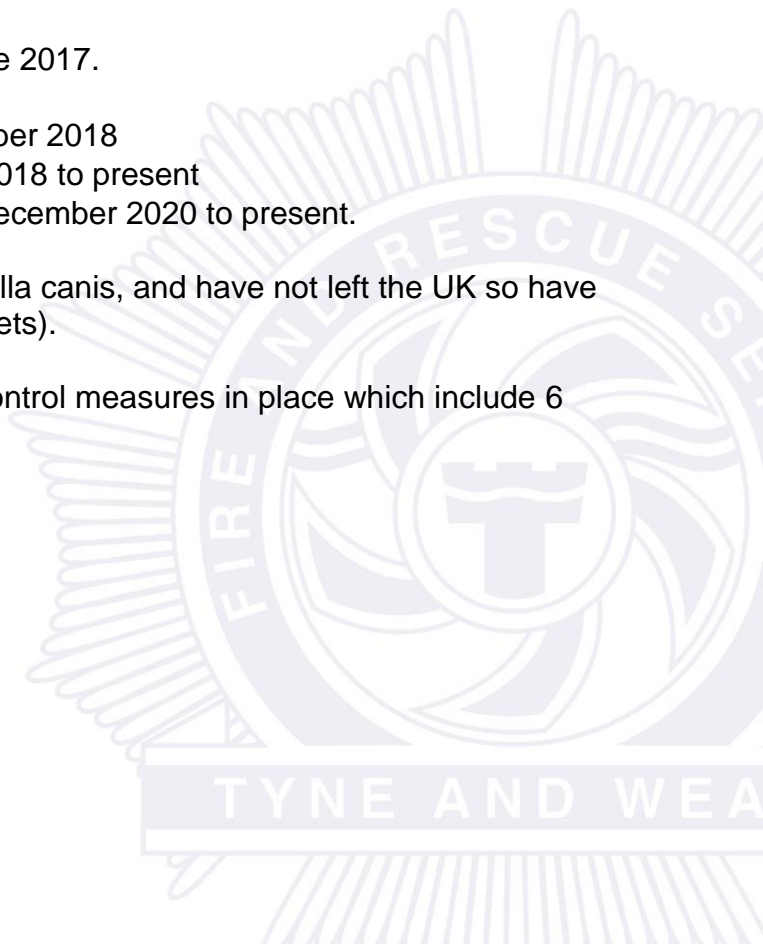 e 2017.
ber 2018
018 to present
ecember 2020 to present.
lla canis, and have not left the UK so have
ets).
ontrol measures in place which include 6
FIRE AND RESCUE SE
TYNE AND WEA